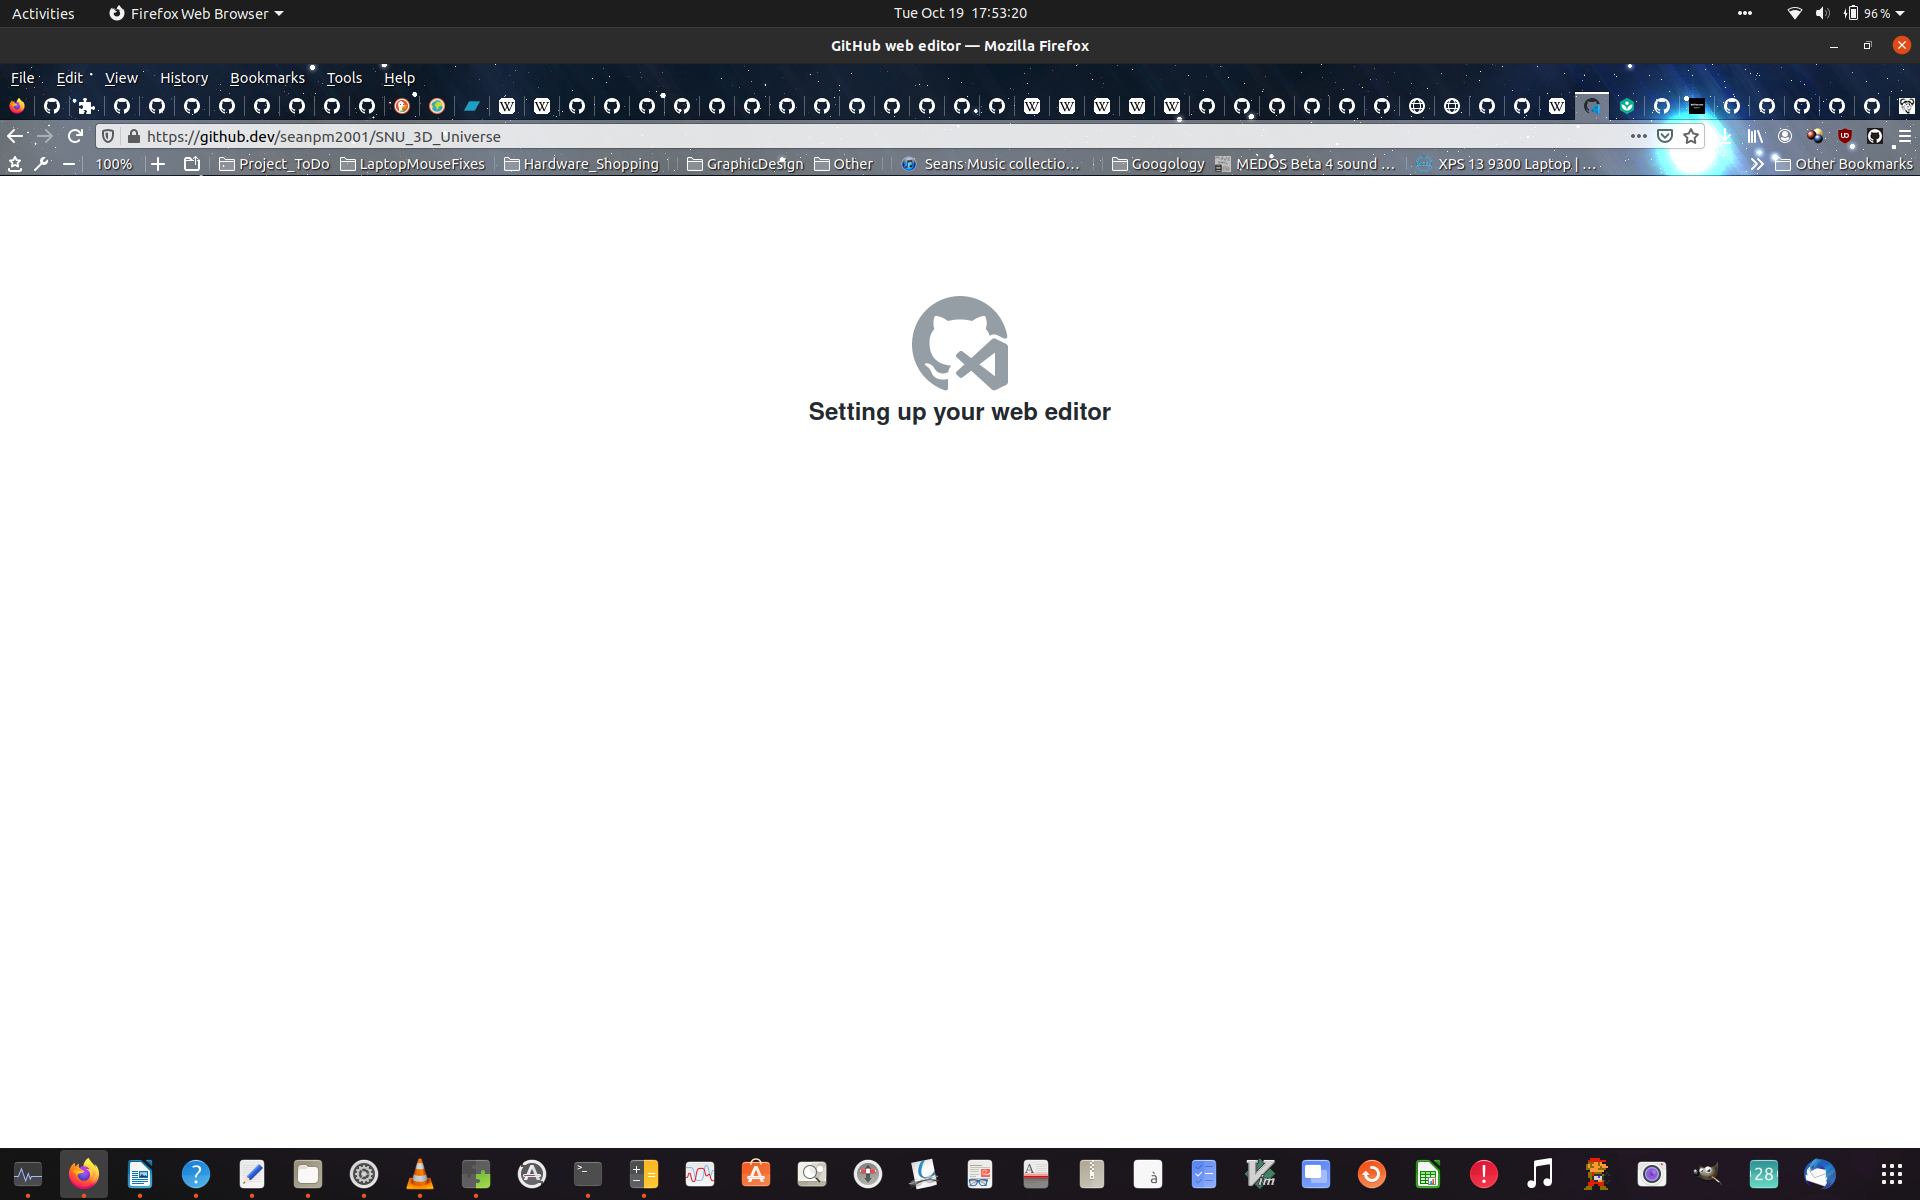 Activities Firefox Web Browser Tue Oct 19 17:53:20 96%
GitHub web editor — Mozilla Firefox
File Edit View History Bookmarks Tools Help
https://github.dev/seanpm2001/SNU_3D_Universe
100% Project_ToDo LaptopMouseFixes Hardware_Shopping GraphicDesign Other Seans Music collectio... Googology MEDOS Beta 4 sound ... XPS 13 9300 Laptop | ... Other Bookmarks
Setting up your web editor
28